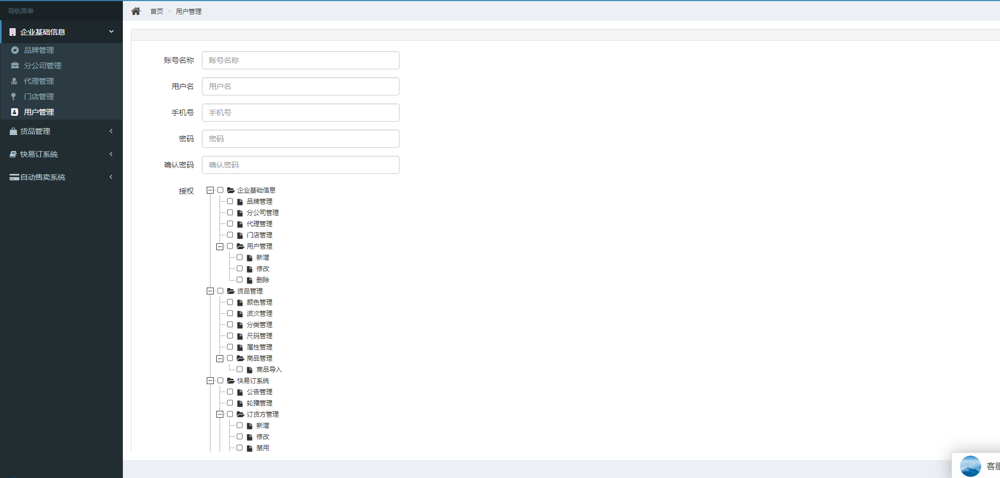 导航菜单
企业基础信息
品牌管理
分公司管理
代理管理
门店管理
用户管理
货品管理
快易订系统
自动售卖系统
首页 > 用户管理
账号名称 账号名称
用户名 用户名
手机号 手机号
密码 密码
确认密码 确认密码
授权
企业基础信息
品牌管理
分公司管理
代理管理
门店管理
用户管理
新增
修改
删除
货品管理
颜色管理
波次管理
分类管理
尺码管理
属性管理
商品管理
商品导入
快易订系统
公告管理
轮播管理
订货方管理
新增
修改
禁用
客服